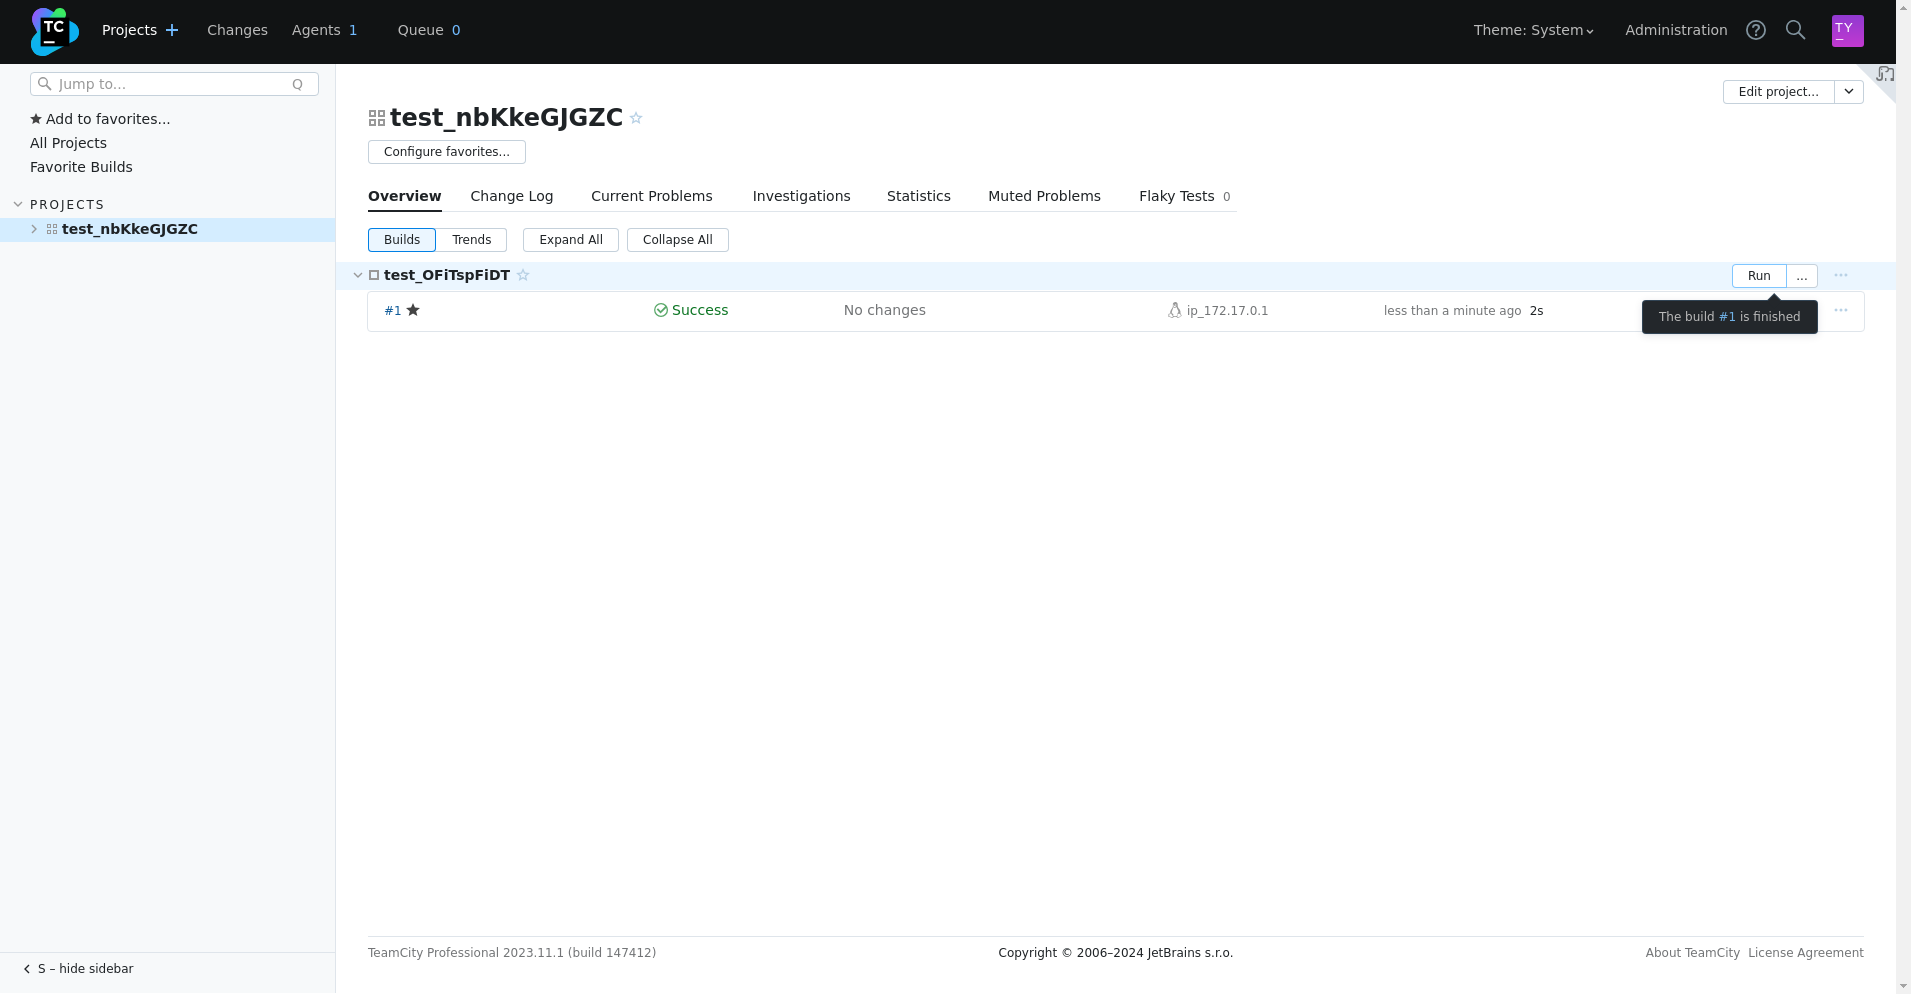 TC
Projects
Changes
Agents 1
Queue 0
Theme: System
Administration
TY
Jump to...
Q
Add to favorites...
All Projects
Favorite Builds
PROJECTS
test_nbKkeGJGZC
Edit project...
test_nbKkeGJGZC
Configure favorites...
Overview
Change Log
Current Problems
Investigations
Statistics
Muted Problems
Flaky Tests 0
Builds
Trends
Expand All
Collapse All
test_OFiTspFiDT
Run
...
#1
Success
No changes
ip_172.17.0.1
less than a minute ago 2s
The build #1 is finished
TeamCity Professional 2023.11.1 (build 147412)
Copyright © 2006–2024 JetBrains s.r.o.
About TeamCity
License Agreement
S – hide sidebar